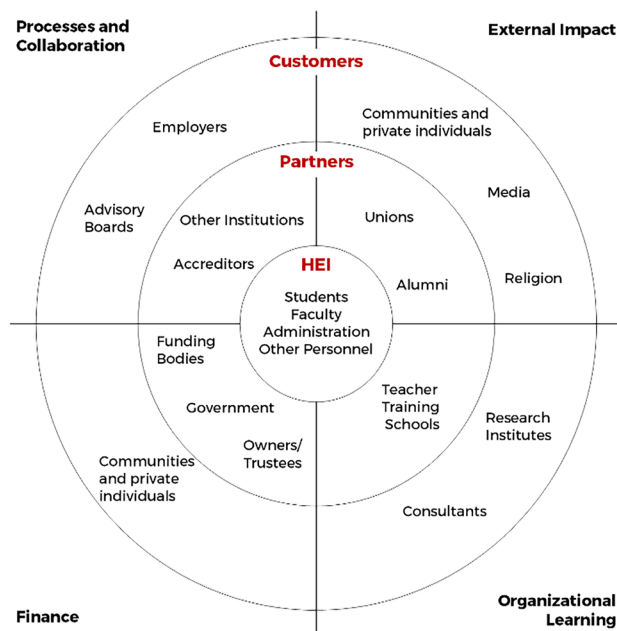 Processes and
Collaboration
External Impact
Customers
Employers
Communities and
private individuals
Partners
Media
Advisory
Boards
Other Institutions
Unions
Accreditors
HEI
Alumni
Religion
Students
Faculty
Administration
Other Personnel
Funding
Bodies
Government
Teacher
Training
Schools
Research
Institutes
Owners/
Trustees
Communities
and private
individuals
Consultants
Finance
Organizational
Learning